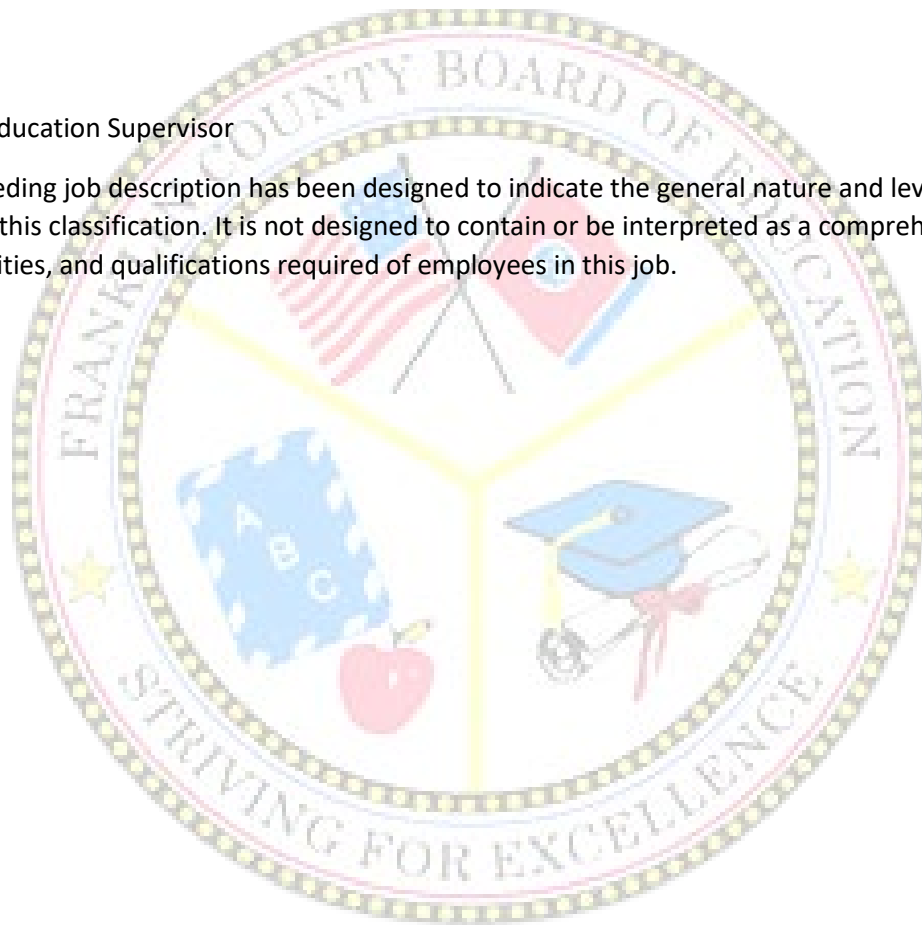 ducation Supervisor
eding job description has been designed to indicate the general nature and lev
this classification. It is not designed to contain or be interpreted as a compreh
ities, and qualifications required of employees in this job.
COUNTY BOARD OF EDUCATION
A
B
C
STRIVING FOR EXCELLENCE